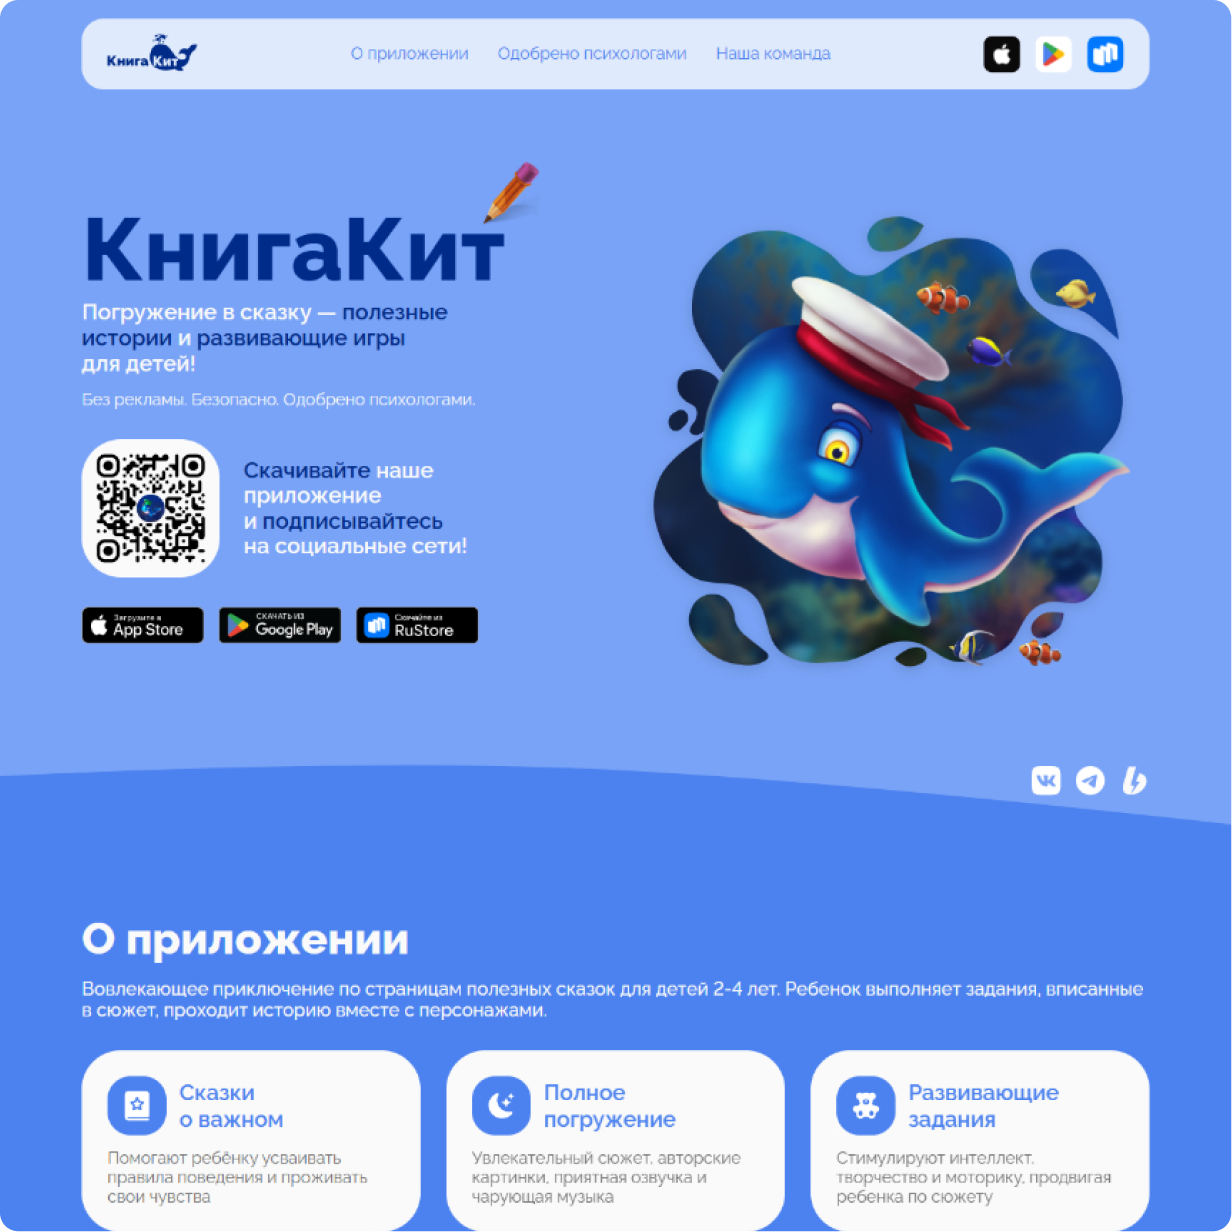 КнигаКит
О приложении
Одобрено психологами
Наша команда
КнигаКит
Погружение в сказку — полезные
истории и развивающие игры
для детей!
Без рекламы. Безопасно. Одобрено психологами.
Скачивайте наше
приложение
и подписывайтесь
на социальные сети!
Загрузите в
App Store
СКАЧАТЬ ИЗ
Google Play
Скачайте из
RuStore
О приложении
Вовлекающее приключение по страницам полезных сказок для детей 2-4 лет. Ребенок выполняет задания, вписанные
в сюжет, проходит историю вместе с персонажами.
Сказки
о важном
Помогают ребёнку усваивать
правила поведения и проживать
свои чувства
Полное
погружение
Увлекательный сюжет, авторские
картинки, приятная озвучка и
чарующая музыка
Развивающие
задания
Стимулируют интеллект,
творчество и моторику, продвигая
ребенка по сюжету